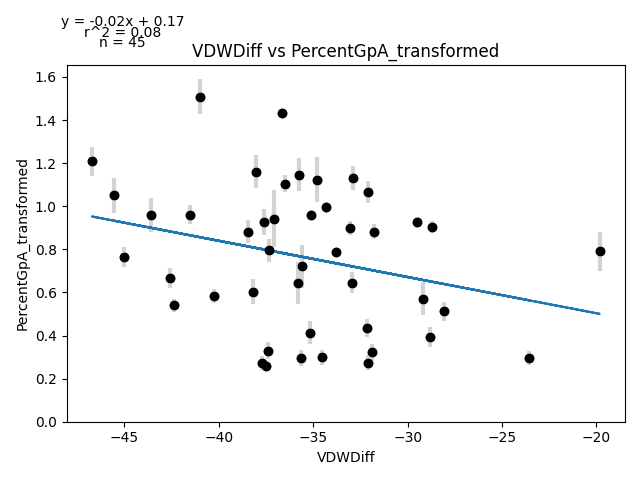 y = -0.02x + 0.17
r^2 = 0.08
n = 45
VDWDiff vs PercentGpA_transformed
1.6
1.4
1.2
1.0
0.8
0.6
0.4
0.2
0.0
PercentGpA_transformed
−45
−40
−35
−30
−25
−20
VDWDiff